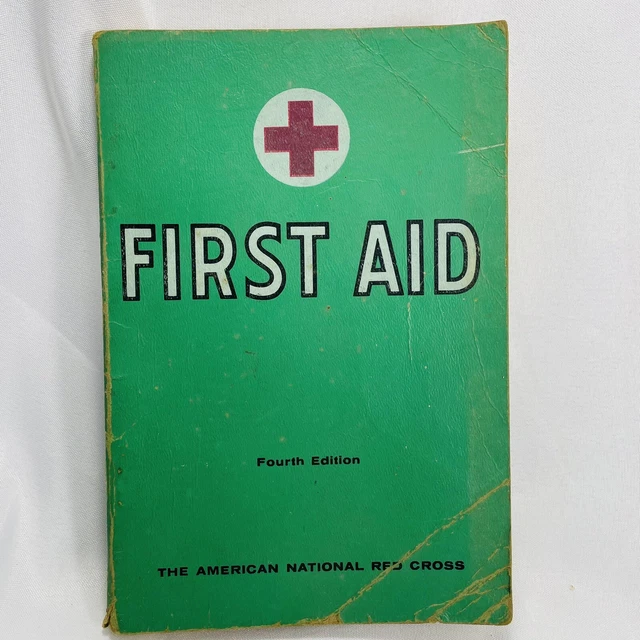 FIRST AID
Fourth Edition
THE AMERICAN NATIONAL RED CROSS